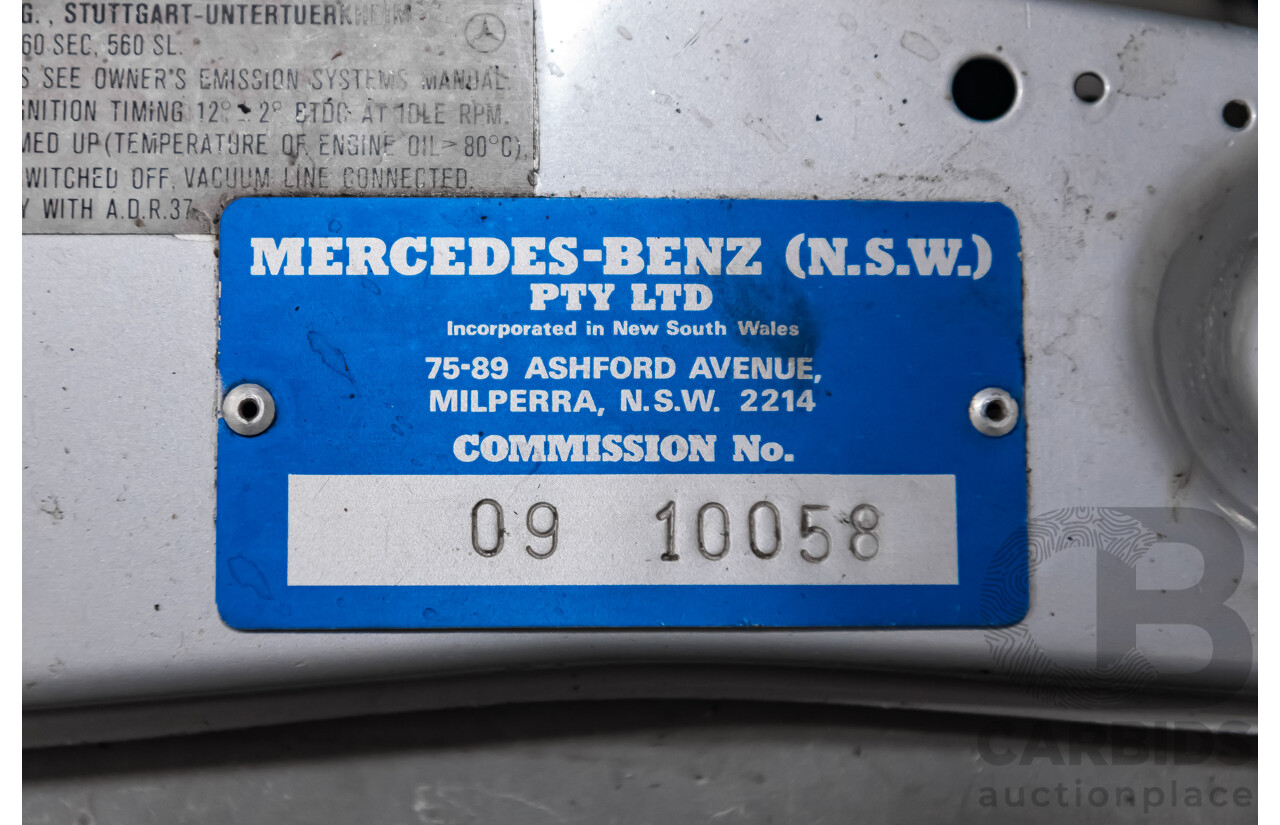 G., STUTTGART-UNTERTUERKHEIM
60 SEC, 560 SL.
S SEE OWNER'S EMISSION SYSTEMS MANUAL.
GNITION TIMING 12° ± 2° BTDC AT IDLE RPM.
MED UP (TEMPERATURE OF ENGINE OIL > 80°C),
WITCHED OFF, VACUUM LINE CONNECTED.
Y WITH A.D.R.37
MERCEDES-BENZ (N.S.W.)
PTY LTD
Incorporated in New South Wales
75-89 ASHFORD AVENUE,
MILPERRA, N.S.W. 2214
COMMISSION No.
09 10058
CB
CARBIDS
auctionplace